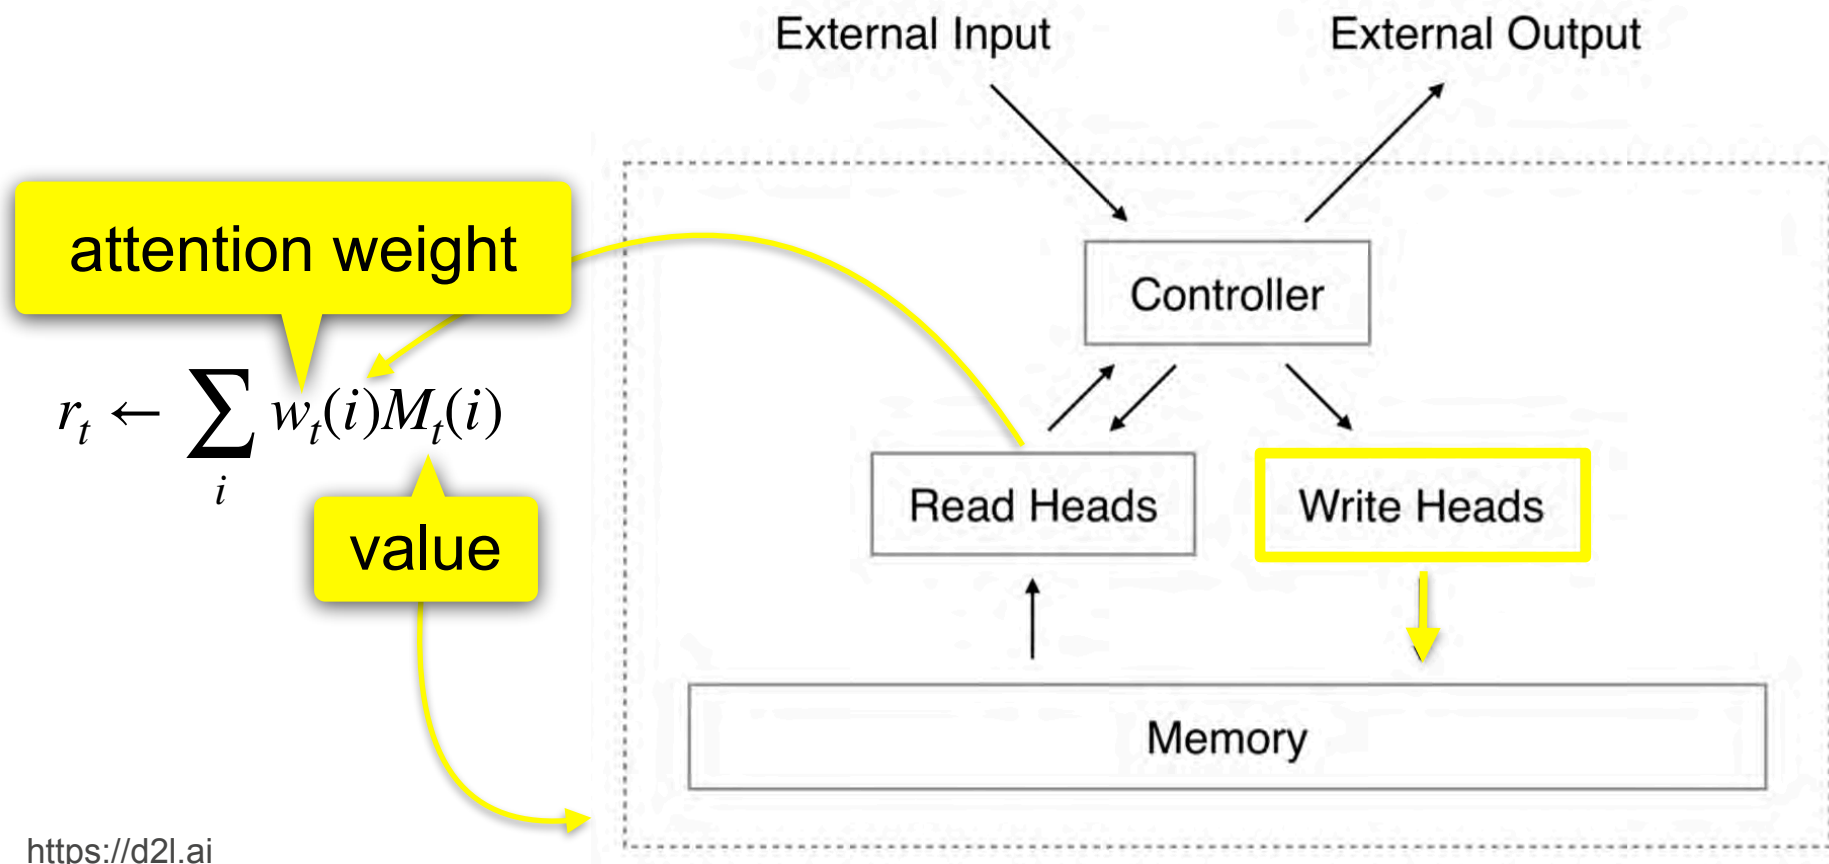 External Input
External Output
attention weight
Controller
r_t ← ∑_i w_t(i)M_t(i)
Read Heads
Write Heads
value
Memory
https://d2l.ai